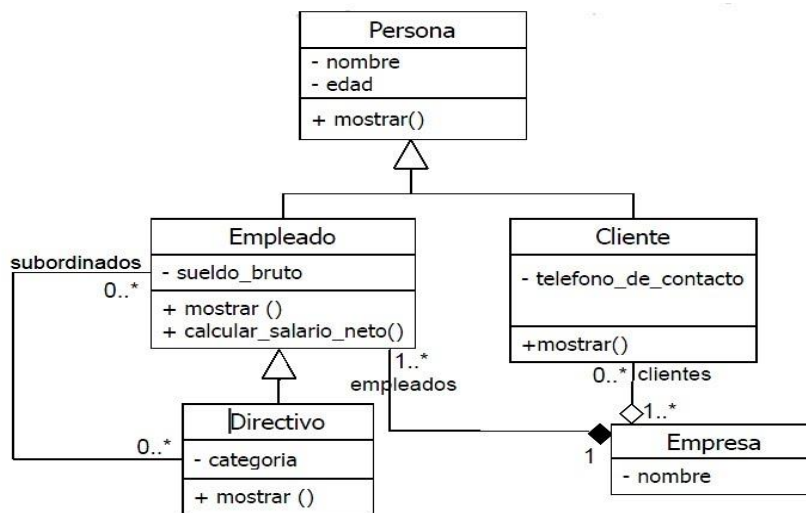 Persona
- nombre
- edad
+ mostrar()
Empleado
- sueldo_bruto
+ mostrar ()
+ calcular_salario_neto()
Cliente
- telefono_de_contacto
+mostrar()
subordinados
0..*
1..*
empleados
0..* clientes
1..*
Directivo
- categoria
+ mostrar ()
0..*
1
Empresa
- nombre